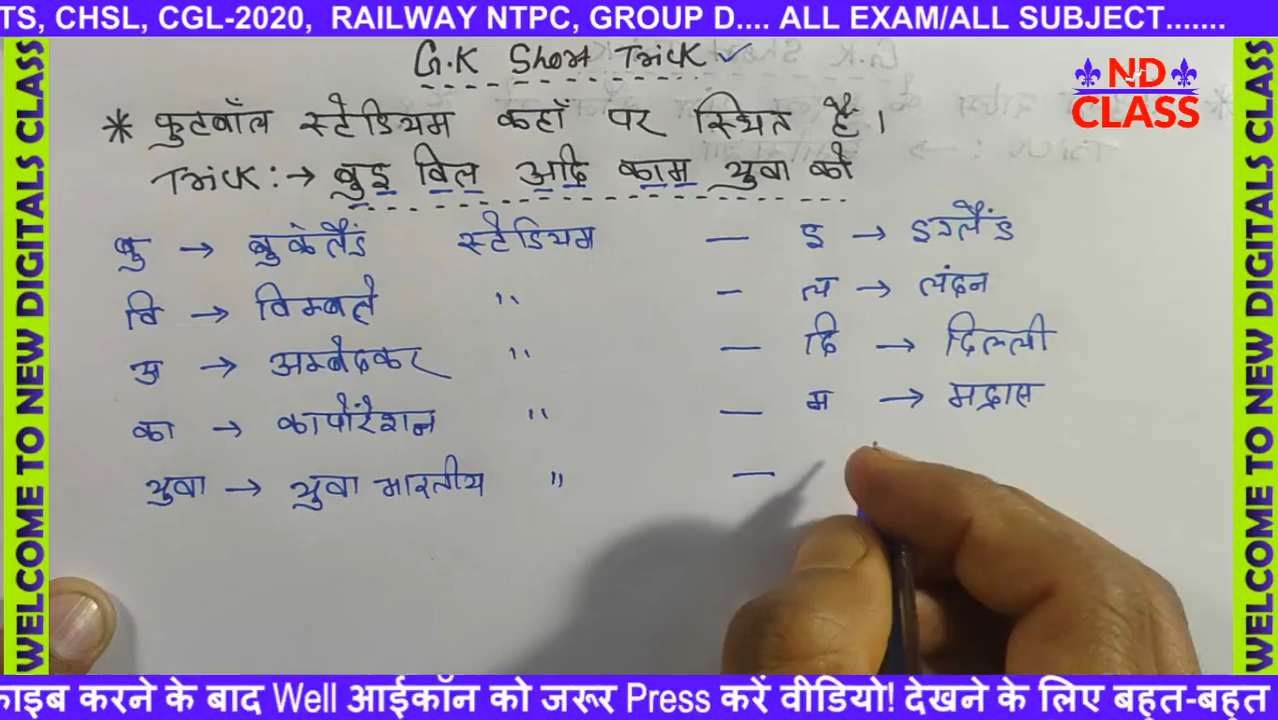 TS, CHSL, CGL-2020, RAILWAY NTPC, GROUP D.... ALL EXAM/ALL SUBJECT.......
G.K Short Trick ✓
ND
CLASS
* फुटबॉल स्टेडियम कहाँ पर स्थित है।
Trick :→ बुइ विल अदि काम युवा को
बु → बुकलैंड स्टेडियम — इ → इंग्लैंड
वि → विम्बले " — ल → लंदन
अ → अम्बेदकर " — दि → दिल्ली
का → कार्पोरेशन " — म → मद्रास
युवा → युवा भारतीय " —
WELCOME TO NEW DIGITALS CLASS
WELCOME TO NEW DIGITALS CLASS
काइब करने के बाद Well आईकॉन को जरूर Press करें वीडियो! देखने के लिए बहुत-बहुत